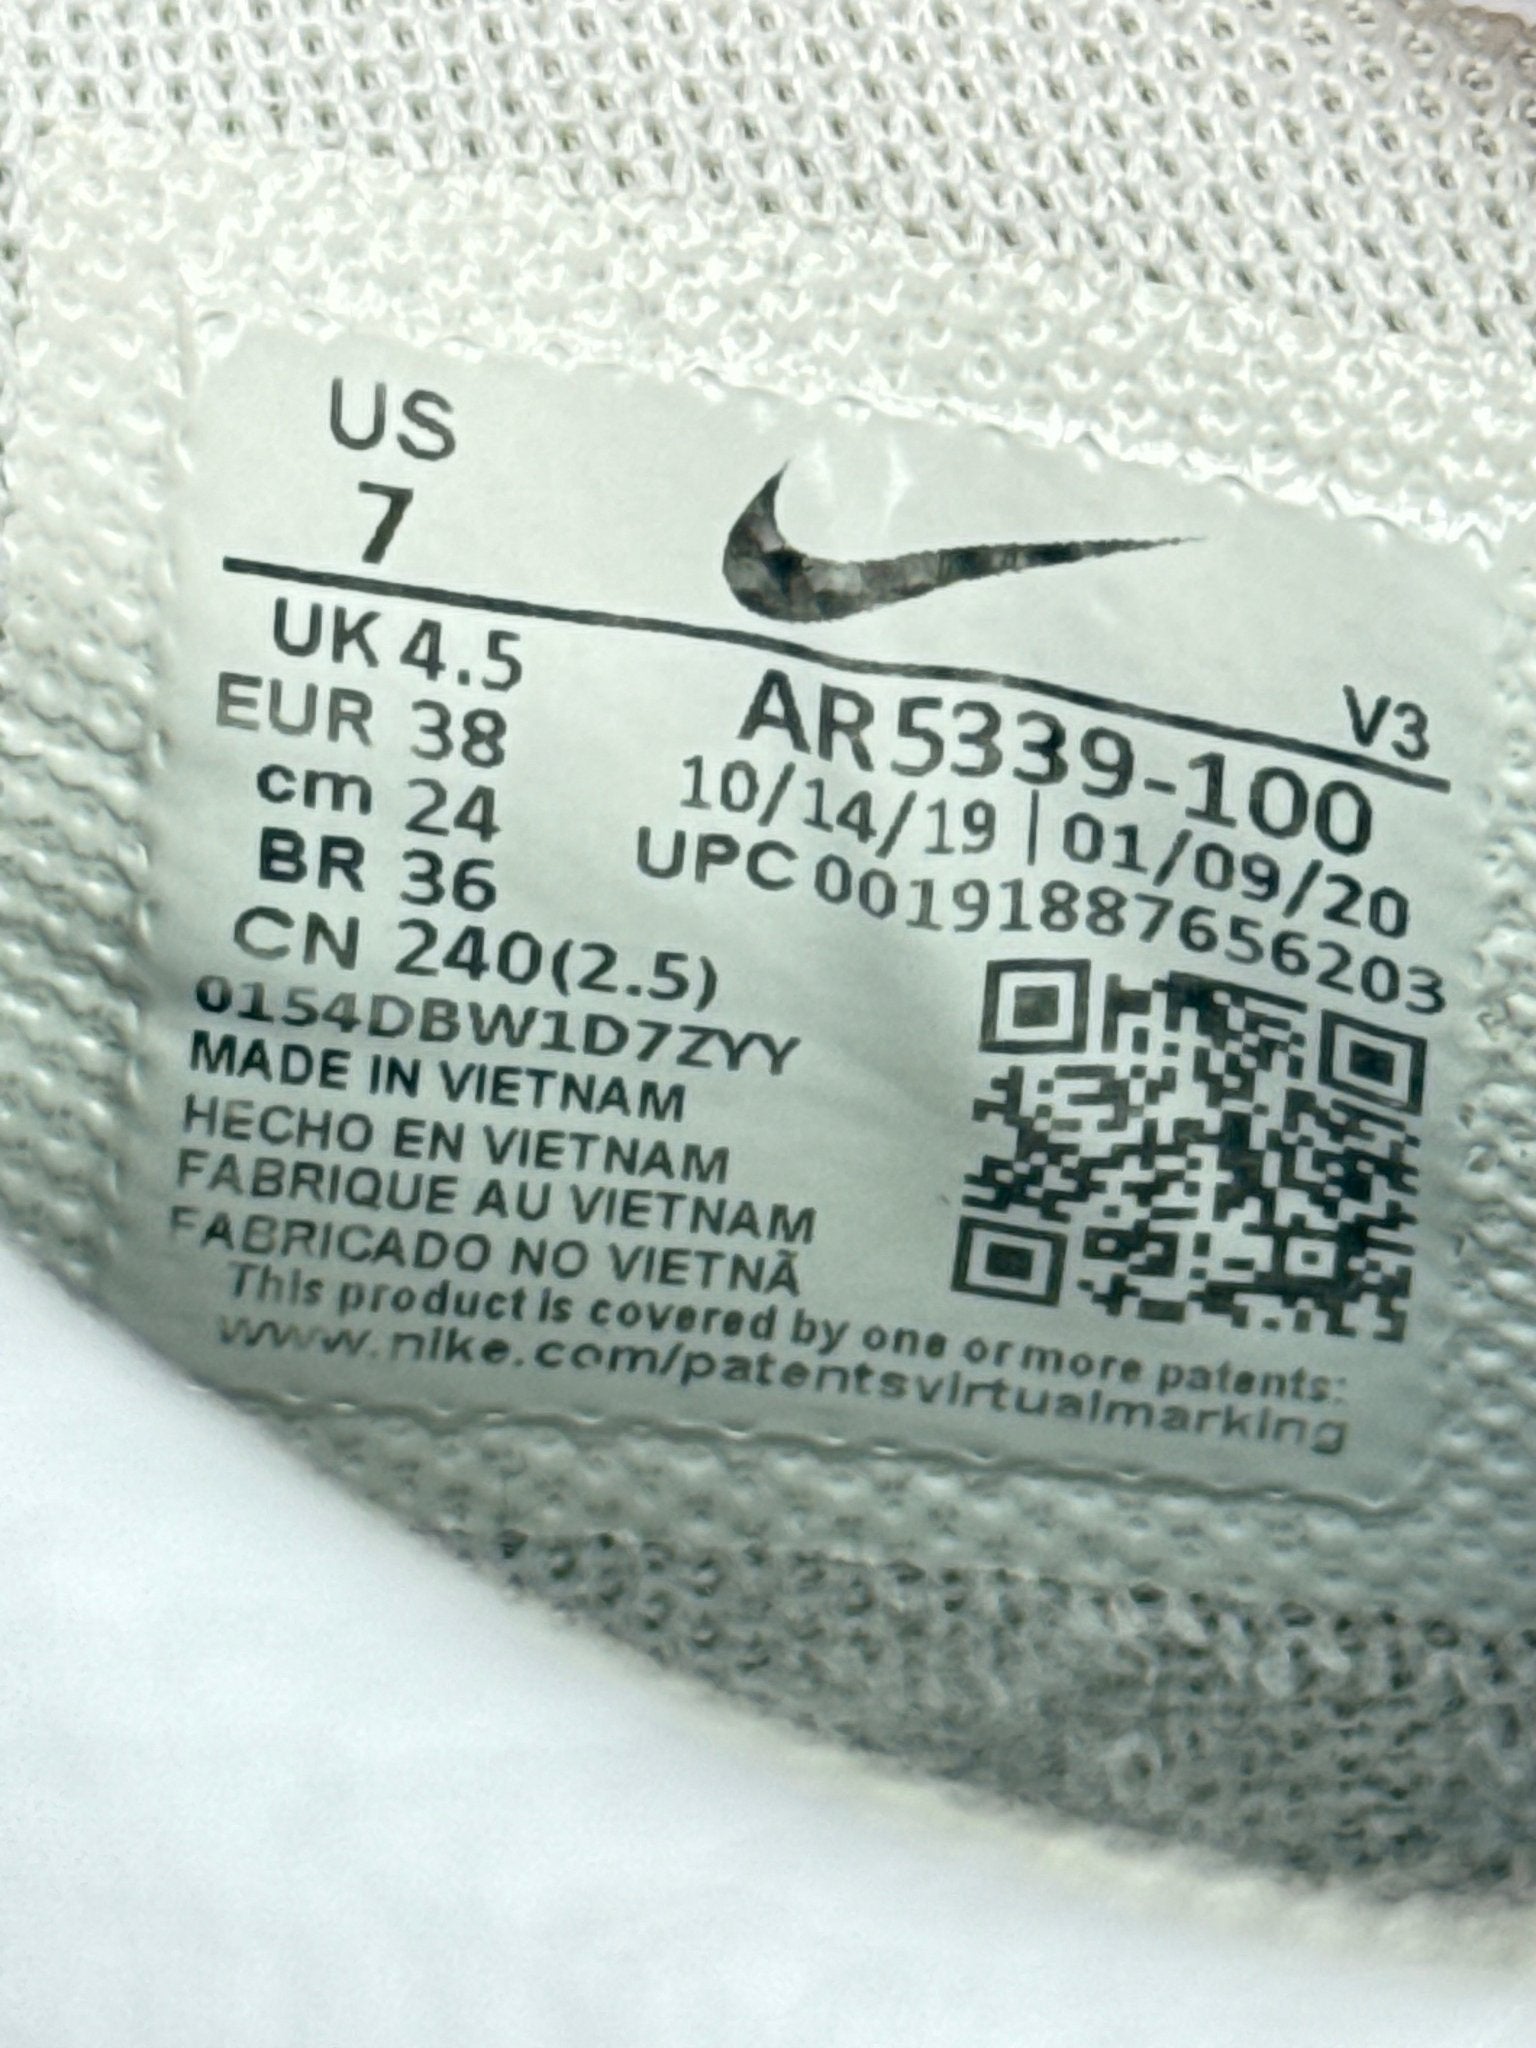 US
7
UK 4.5
EUR 38
cm 24
BR 36
CN 240(2.5)
V3
AR5339-100
10/14/19 | 01/09/20
UPC 00191887656203
0154DBW1D7ZYY
MADE IN VIETNAM
HECHO EN VIETNAM
FABRIQUE AU VIETNAM
FABRICADO NO VIETNÃ
This product is covered by one or more patents:
www.nike.com/patentsvirtualmarking